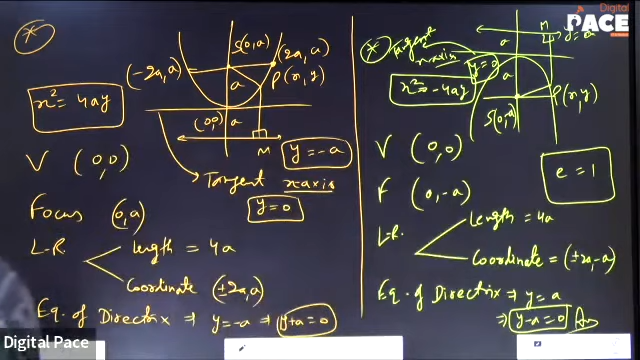 *
x² = 4ay
(-2a, a)
S(0, a)
(2a, a)
P(x, y)
a
(0,0)
a
M
y = -a
Tangent x axis
y = 0
V (0,0)
Focus (0, a)
L.R. length = 4a
Coordinate (±2a, a)
Eq. of Directrix ⇒ y = -a ⇒ y+a = 0
*
Tangent
x axis
y = 0
x² = -4ay
M
y = a
a
a
P(x, y)
V (0,0)
F (0, -a)
e = 1
L.R. length = 4a
Coordinate = (±2a, -a)
Eq. of Directrix ⇒ y = a
⇒ y-a = 0 Ans
Digital
PACE
Digital Pace